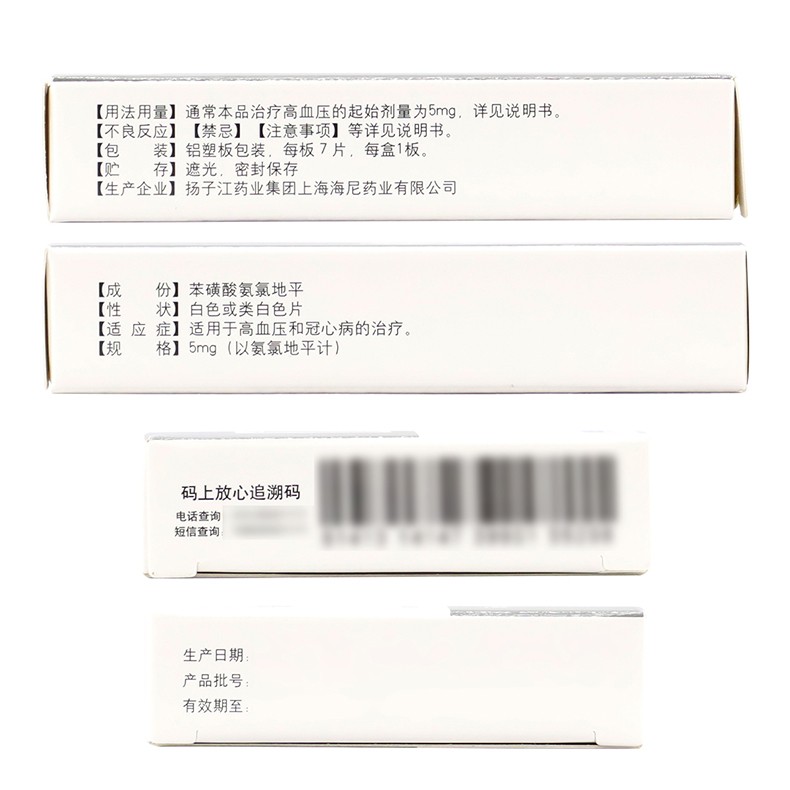 【用法用量】通常本品治疗高血压的起始剂量为5mg，详见说明书。
【不良反应】【禁忌】【注意事项】等详见说明书。
【包　　装】铝塑板包装，每板7片，每盒1板。
【贮　　存】遮光，密封保存
【生产企业】扬子江药业集团上海海尼药业有限公司
【成　　份】苯磺酸氨氯地平
【性　　状】白色或类白色片
【适 应 症】适用于高血压和冠心病的治疗。
【规　　格】5mg（以氨氯地平计）
码上放心追溯码
电话查询
短信查询:
生产日期:
产品批号:
有效期至: